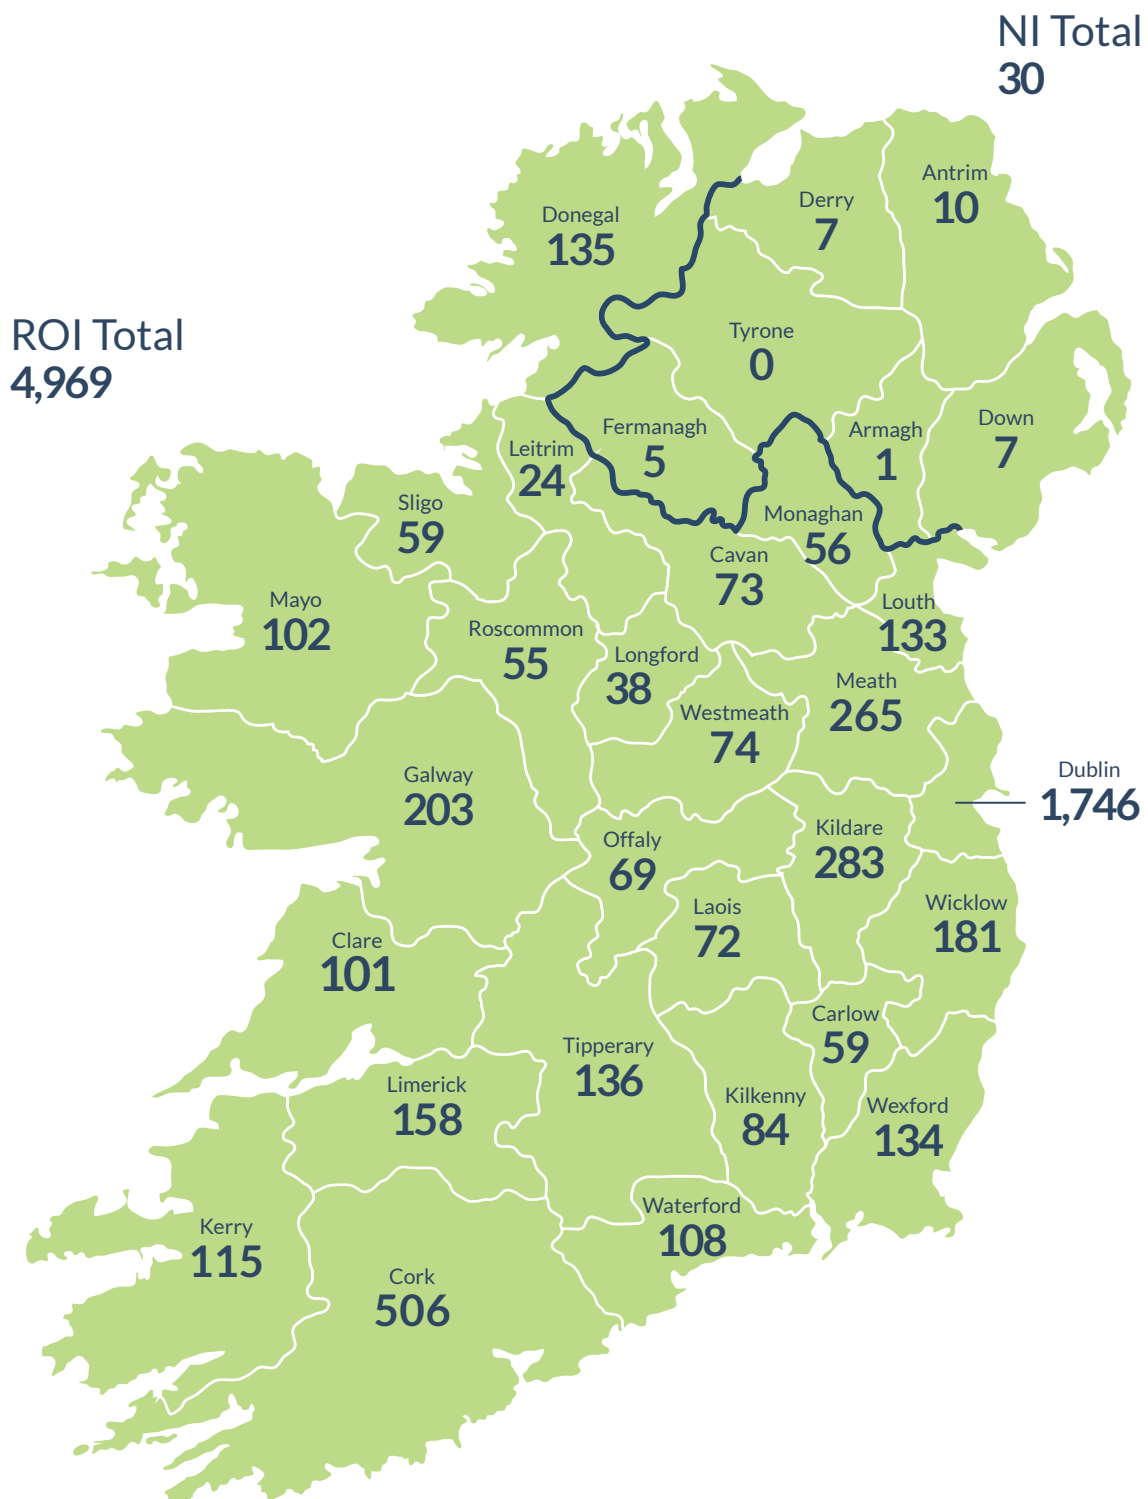 NI Total
30
Antrim
10
Derry
7
Donegal
135
ROI Total
4,969
Tyrone
0
Down
7
Fermanagh
5
Armagh
1
Leitrim
24
Sligo
59
Monaghan
56
Cavan
73
Mayo
102
Louth
133
Roscommon
55
Longford
38
Meath
265
Westmeath
74
Dublin
1,746
Galway
203
Kildare
283
Offaly
69
Wicklow
181
Laois
72
Clare
101
Carlow
59
Tipperary
136
Limerick
158
Kilkenny
84
Wexford
134
Waterford
108
Kerry
115
Cork
506